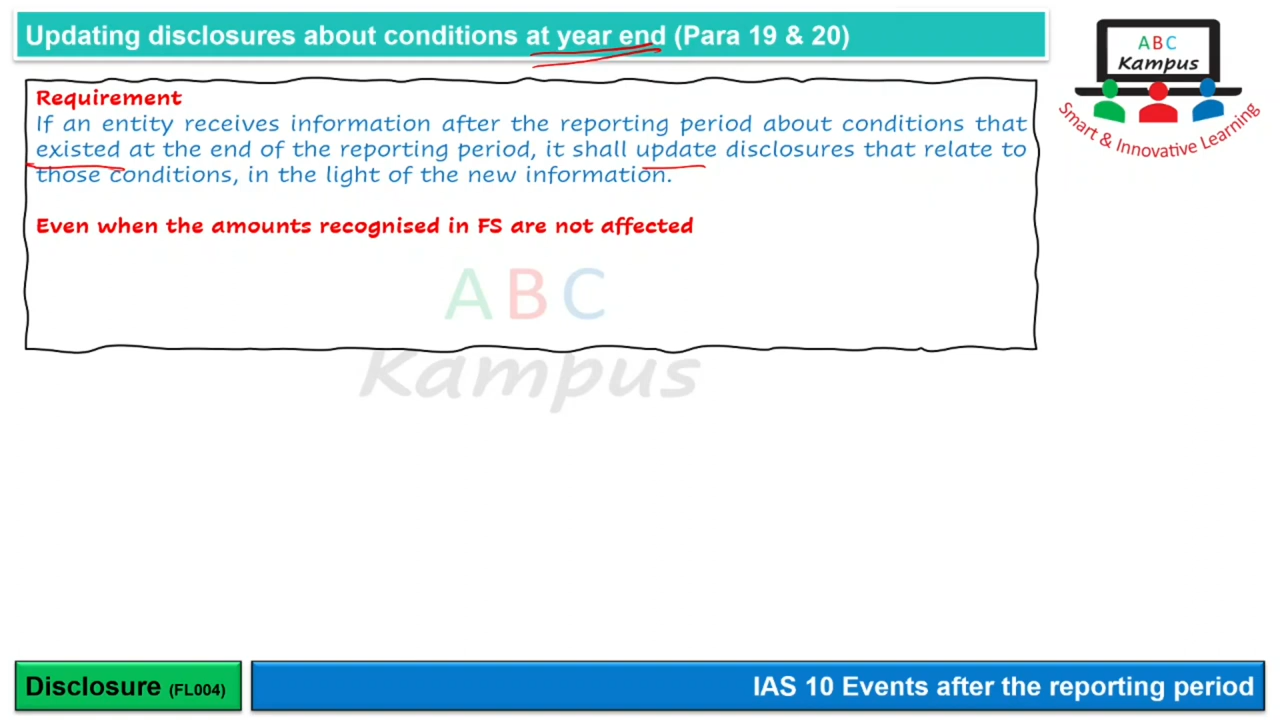 Updating disclosures about conditions at year end (Para 19 & 20)
A B C
Kampus
Smart & Innovative Learning
Requirement
If an entity receives information after the reporting period about conditions that
existed at the end of the reporting period, it shall update disclosures that relate to
those conditions, in the light of the new information.
Even when the amounts recognised in FS are not affected
A B C
Kampus
Disclosure (FL004)
IAS 10 Events after the reporting period